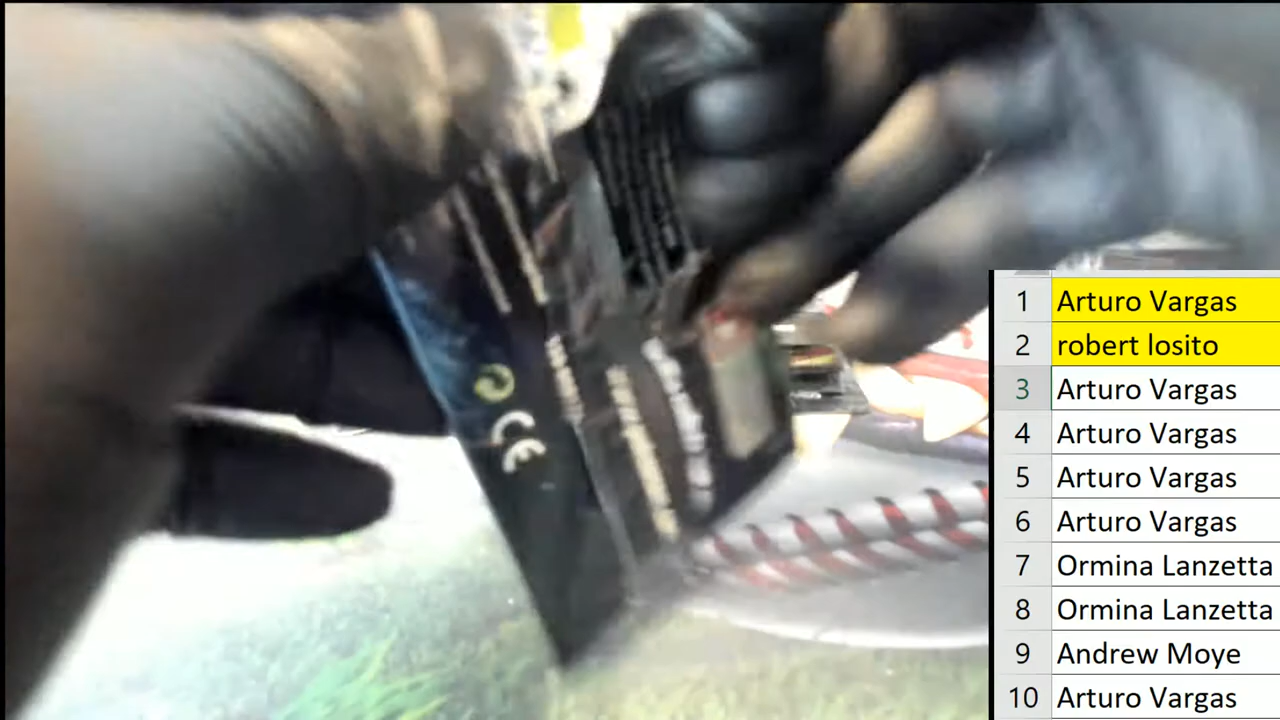 CE
1 Arturo Vargas
2 robert losito
3 Arturo Vargas
4 Arturo Vargas
5 Arturo Vargas
6 Arturo Vargas
7 Ormina Lanzetta
8 Ormina Lanzetta
9 Andrew Moye
10 Arturo Vargas